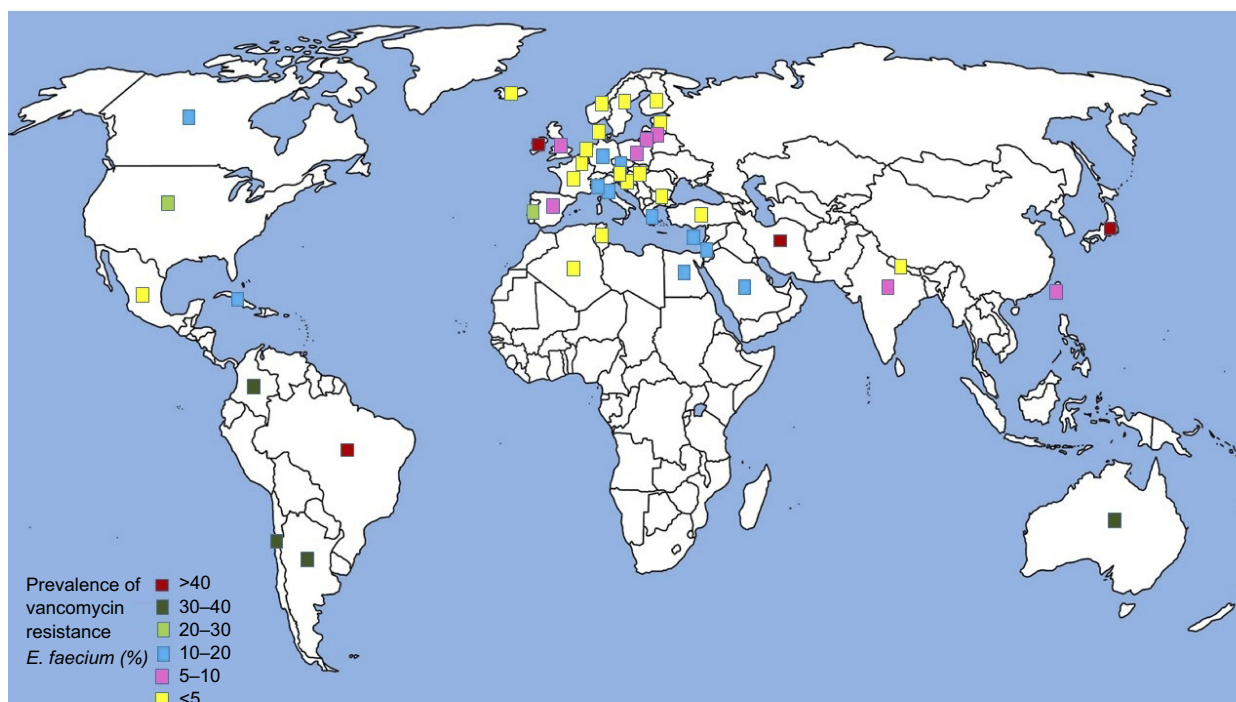 Prevalence of
vancomycin
resistance
E. faecium (%)
>40
30–40
20–30
10–20
5–10
<5